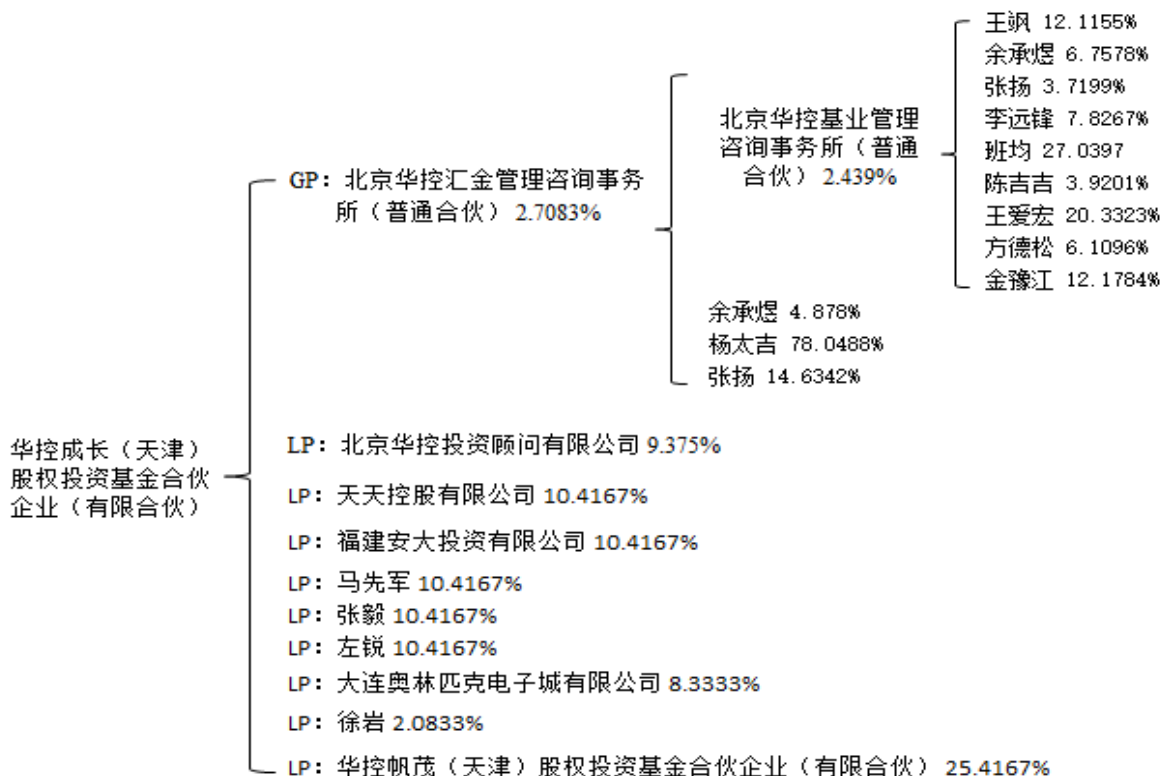 王飒 12.1155%
余承煜 6.7578%
张扬 3.7199%
李远锋 7.8267%
班均 27.0397
陈吉吉 3.9201%
王爱宏 20.3323%
方德松 6.1096%
金豫江 12.1784%
北京华控基业管理
咨询事务所（普通
合伙）2.439%
GP：北京华控汇金管理咨询事务
所（普通合伙）2.7083%
余承煜 4.878%
杨太吉 78.0488%
张扬 14.6342%
华控成长（天津）
股权投资基金合伙
企业（有限合伙）
LP：北京华控投资顾问有限公司 9.375%
LP：天天控股有限公司 10.4167%
LP：福建安大投资有限公司 10.4167%
LP：马先军 10.4167%
LP：张毅 10.4167%
LP：左锐 10.4167%
LP：大连奥林匹克电子城有限公司 8.3333%
LP：徐岩 2.0833%
LP：华控帆茂（天津）股权投资基金合伙企业（有限合伙）25.4167%